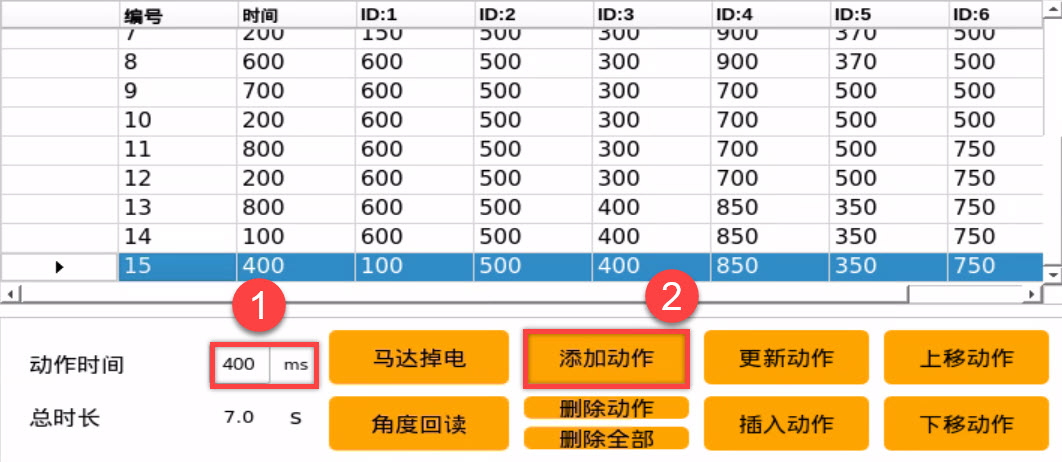 编号 时间 ID:1 ID:2 ID:3 ID:4 ID:5 ID:6
7 200 150 500 300 900 370 500
8 600 600 500 300 900 370 500
9 700 600 500 300 700 500 500
10 200 600 500 300 700 500 500
11 800 600 500 300 700 500 750
12 200 600 500 300 700 500 750
13 800 600 500 400 850 350 750
14 100 600 500 400 850 350 750
15 400 100 500 400 850 350 750
1 2
动作时间 400 ms 马达掉电 添加动作 更新动作 上移动作
总时长 7.0 S 角度回读 删除动作 插入动作 下移动作
删除全部